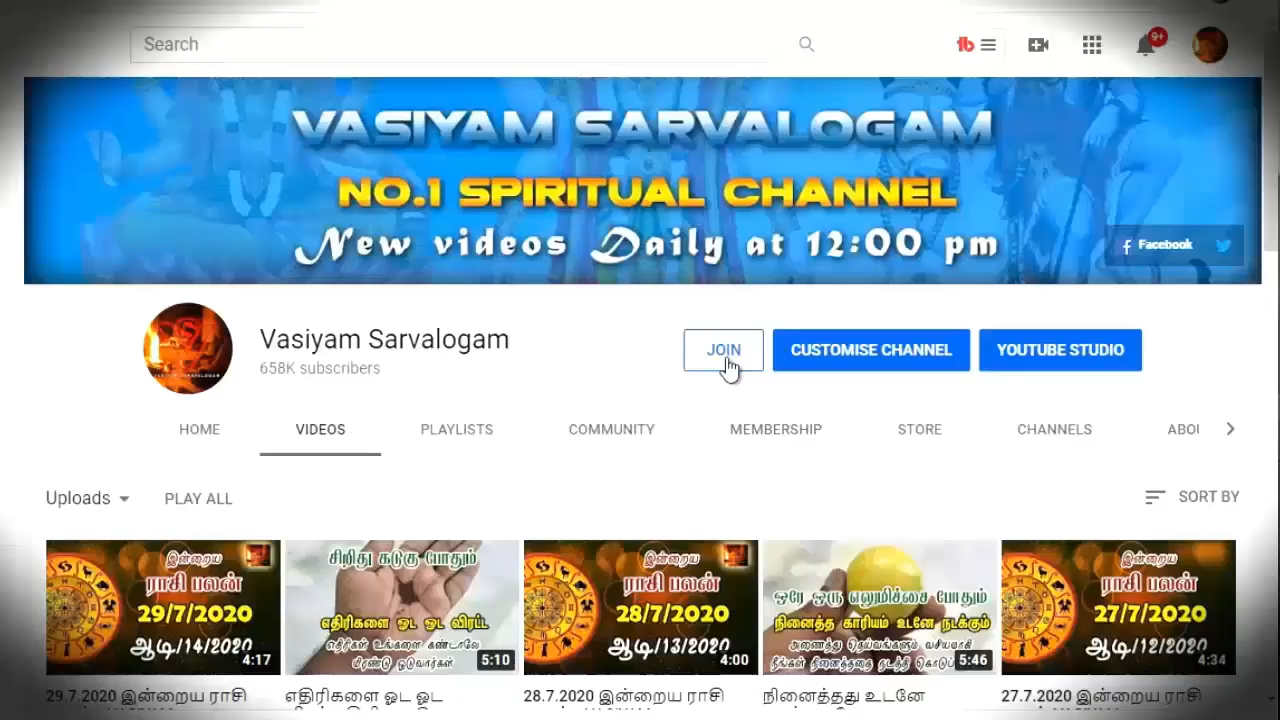 Search
9+
VASIYAM SARVALOGAM
NO.1 SPIRITUAL CHANNEL
New videos Daily at 12:00 pm
Facebook
Vasiyam Sarvalogam
658K subscribers
JOIN
CUSTOMISE CHANNEL
YOUTUBE STUDIO
HOME
VIDEOS
PLAYLISTS
COMMUNITY
MEMBERSHIP
STORE
CHANNELS
Uploads
PLAY ALL
SORT BY
இன்றைய
ராசி பலன்
29/7/2020
ஆடி/14/2020
4:17
சிறிது கடுகு போதும்
எதிரிகளை ஓட ஓட விரட்ட
எதிரிகள் உங்களை கண்டாலே
மிரண்டு ஓடுவார்கள்
5:10
இன்றைய
ராசி பலன்
28/7/2020
ஆடி/13/2020
4:00
ஒரே ஒரு எலுமிச்சை போதும்
நினைத்த காரியம் உடனே நடக்கும்
அனைத்து தெய்வங்களும் வசியமாகி
நீங்கள் நினைத்ததை நடத்தி
5:46
இன்றைய
ராசி பலன்
27/7/2020
ஆடி/12/2020
4:34
29.7.2020 இன்றைய ராசி
எதிரிகளை ஓட ஓட
28.7.2020 இன்றைய ராசி
நினைத்தது உடனே
27.7.2020 இன்றைய ராசி